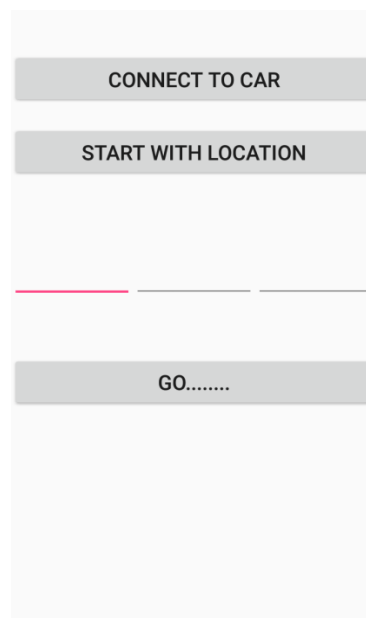 CONNECT TO CAR
START WITH LOCATION
GO........